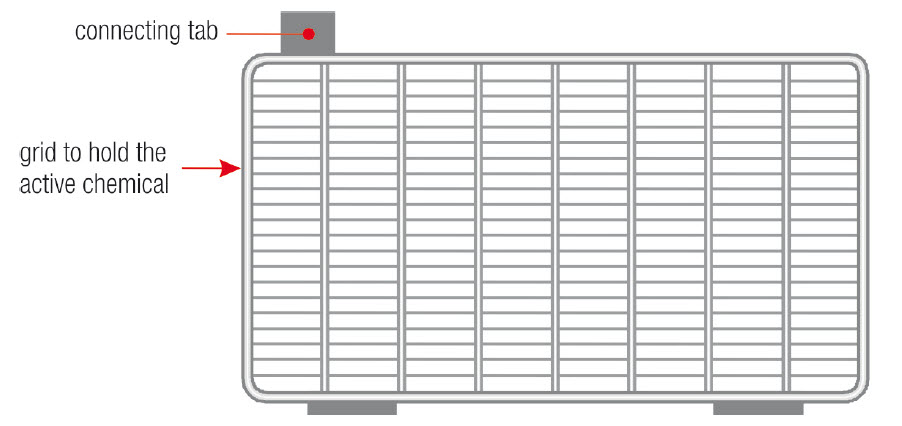 connecting tab
grid to hold the
active chemical